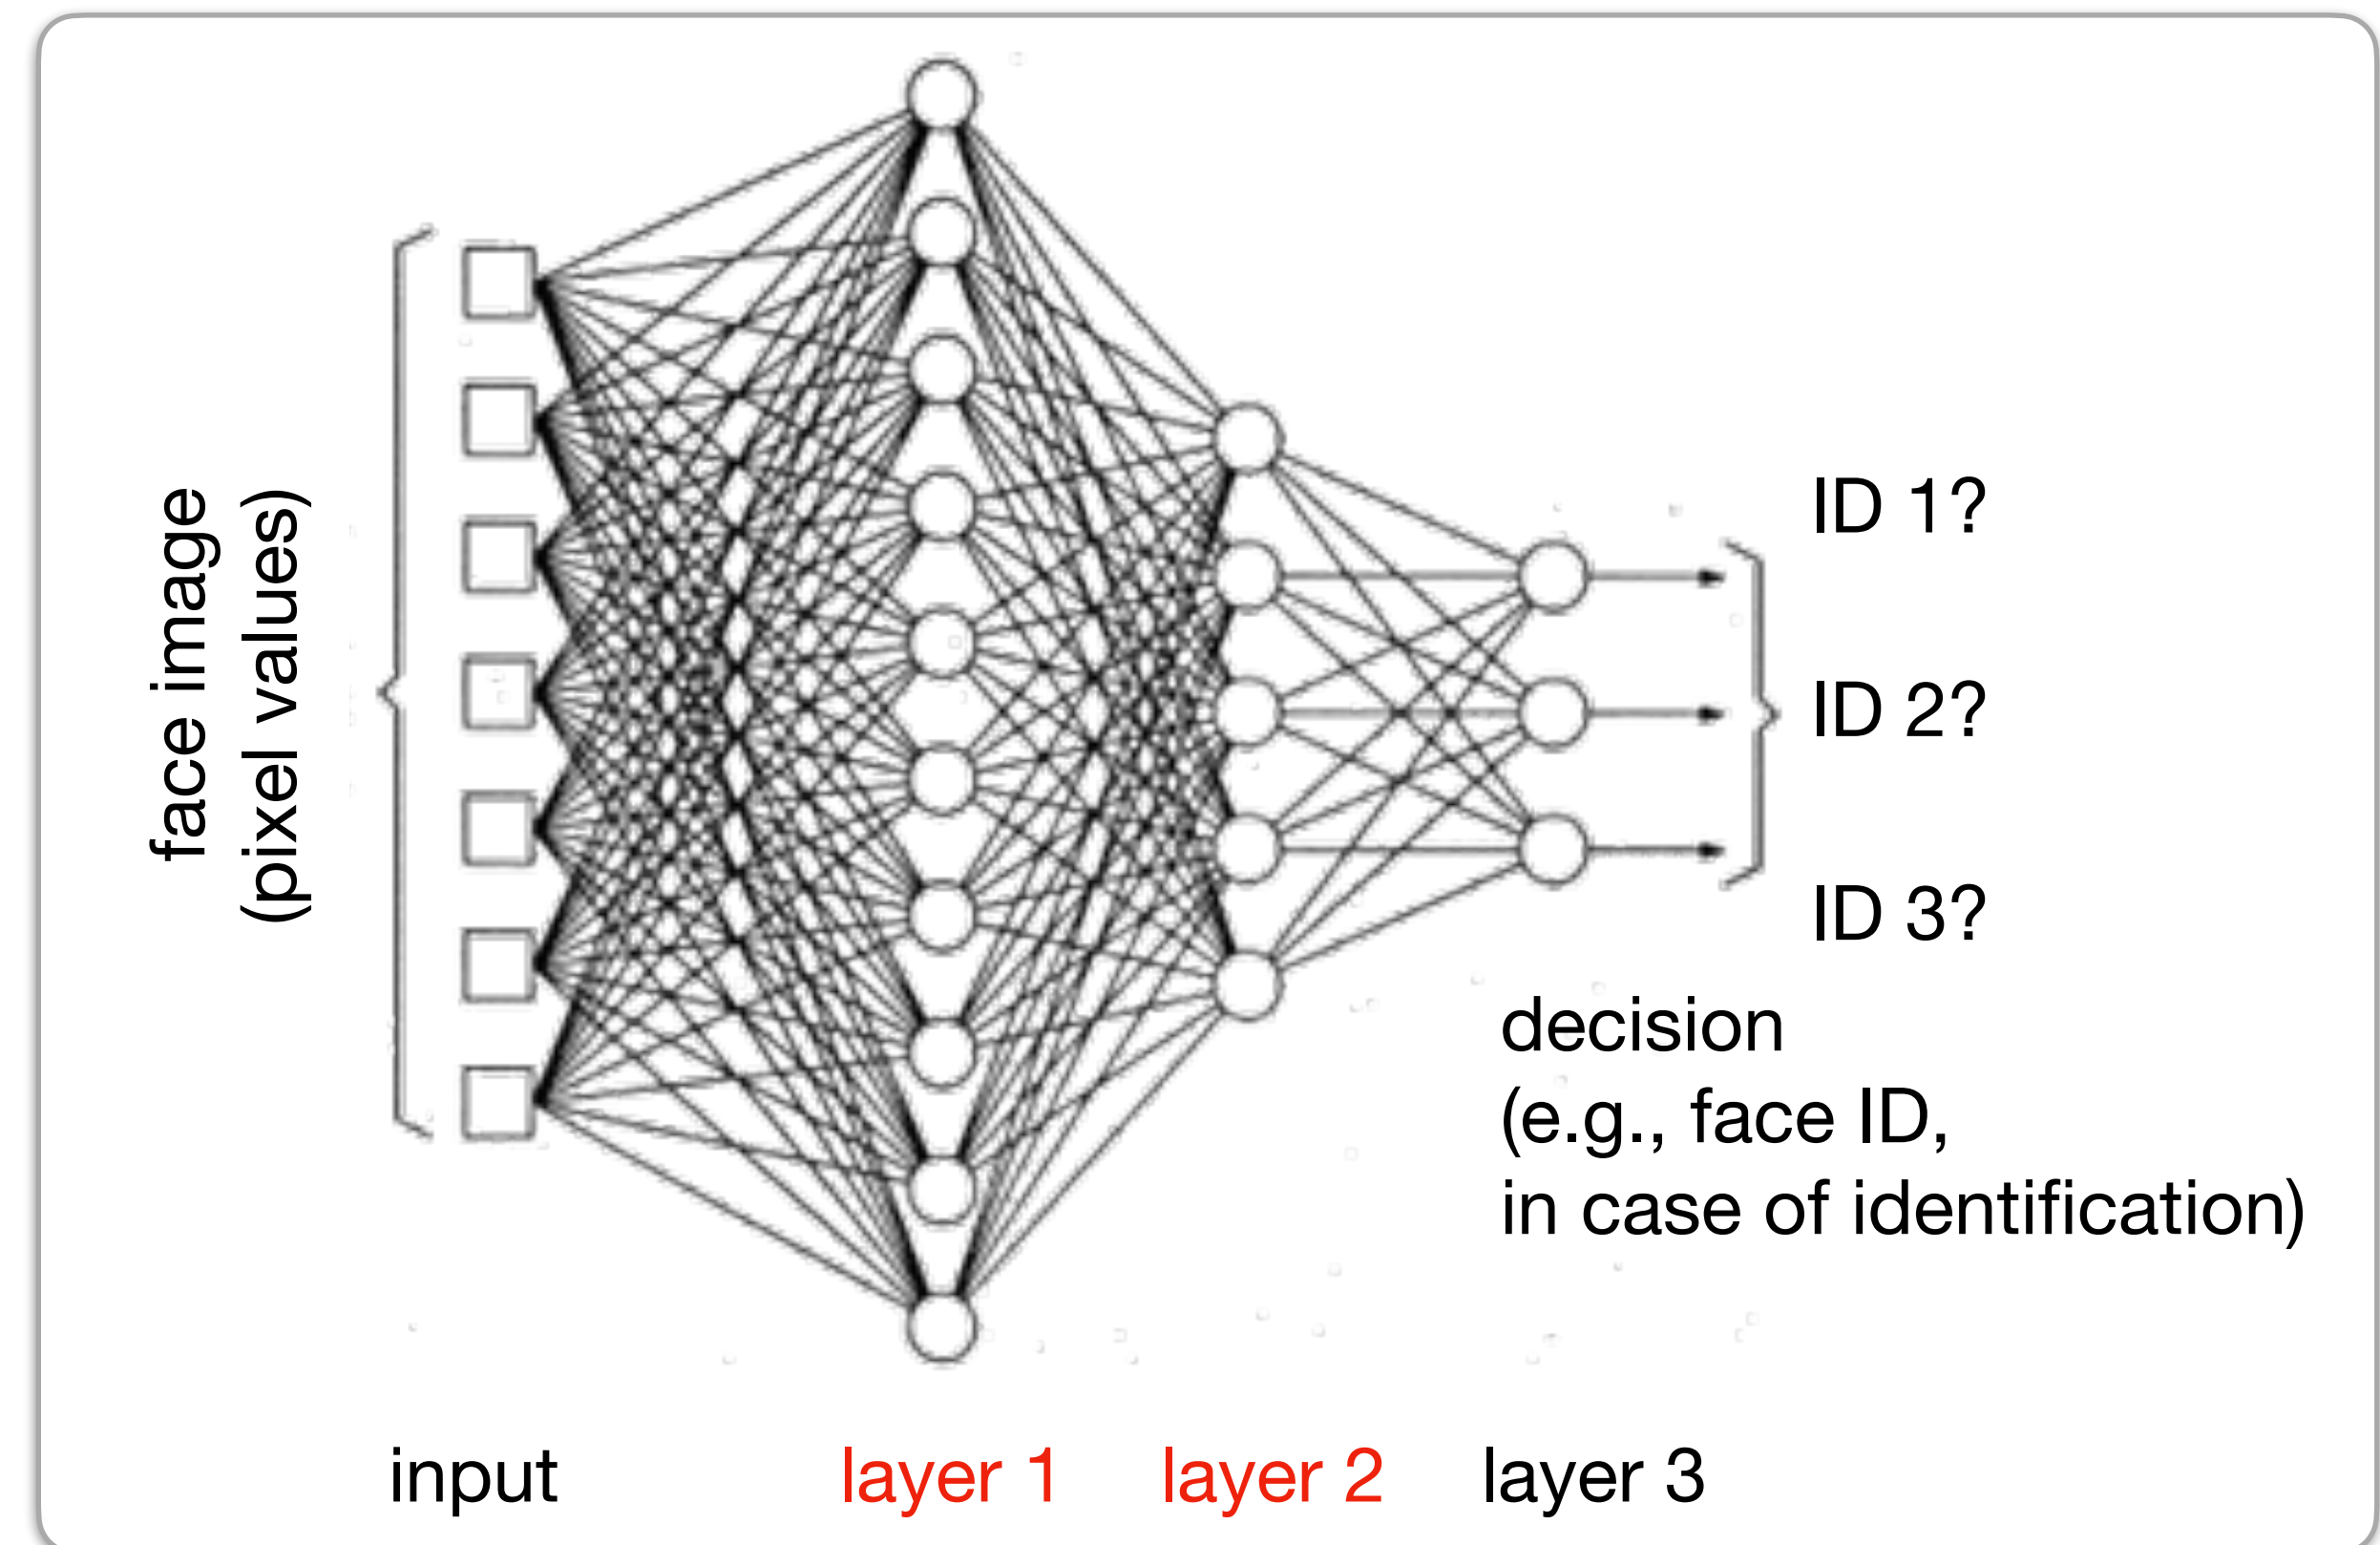 face image
(pixel values)
ID 1?
ID 2?
ID 3?
decision
(e.g., face ID,
in case of identification)
input
layer 1
layer 2
layer 3